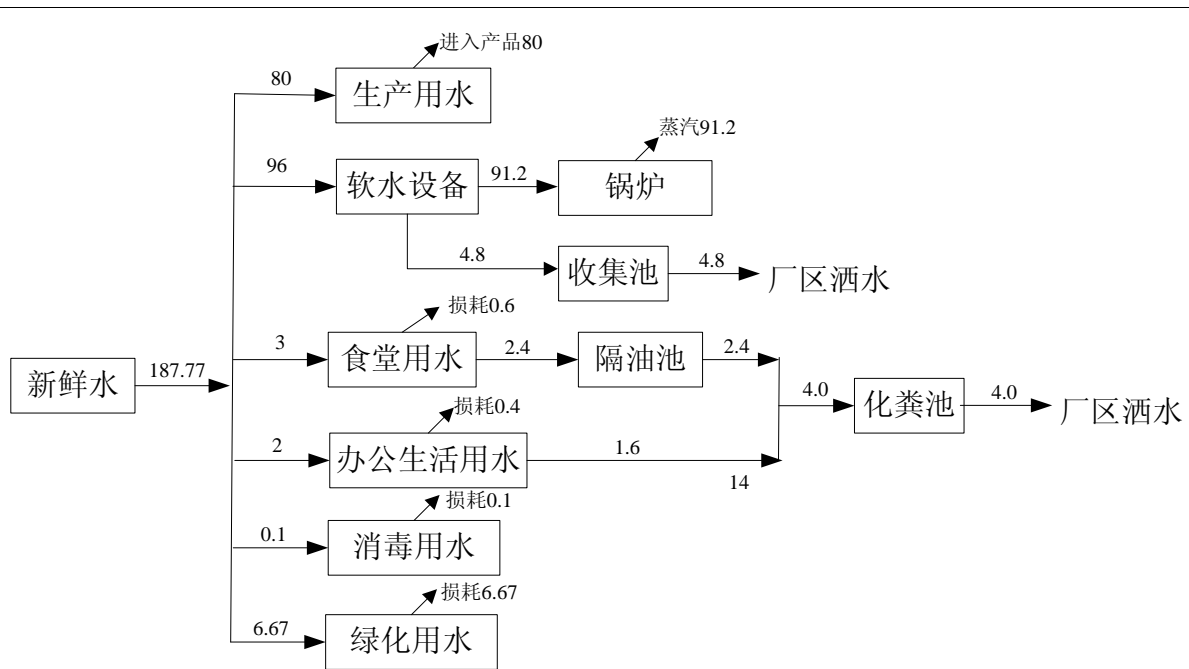 进入产品80
80
生产用水
蒸汽91.2
96
软水设备
91.2
锅炉
4.8
收集池
4.8
厂区洒水
损耗0.6
3
食堂用水
2.4
隔油池
2.4
新鲜水
187.77
4.0
化粪池
4.0
厂区洒水
损耗0.4
2
办公生活用水
1.6
14
损耗0.1
0.1
消毒用水
损耗6.67
6.67
绿化用水